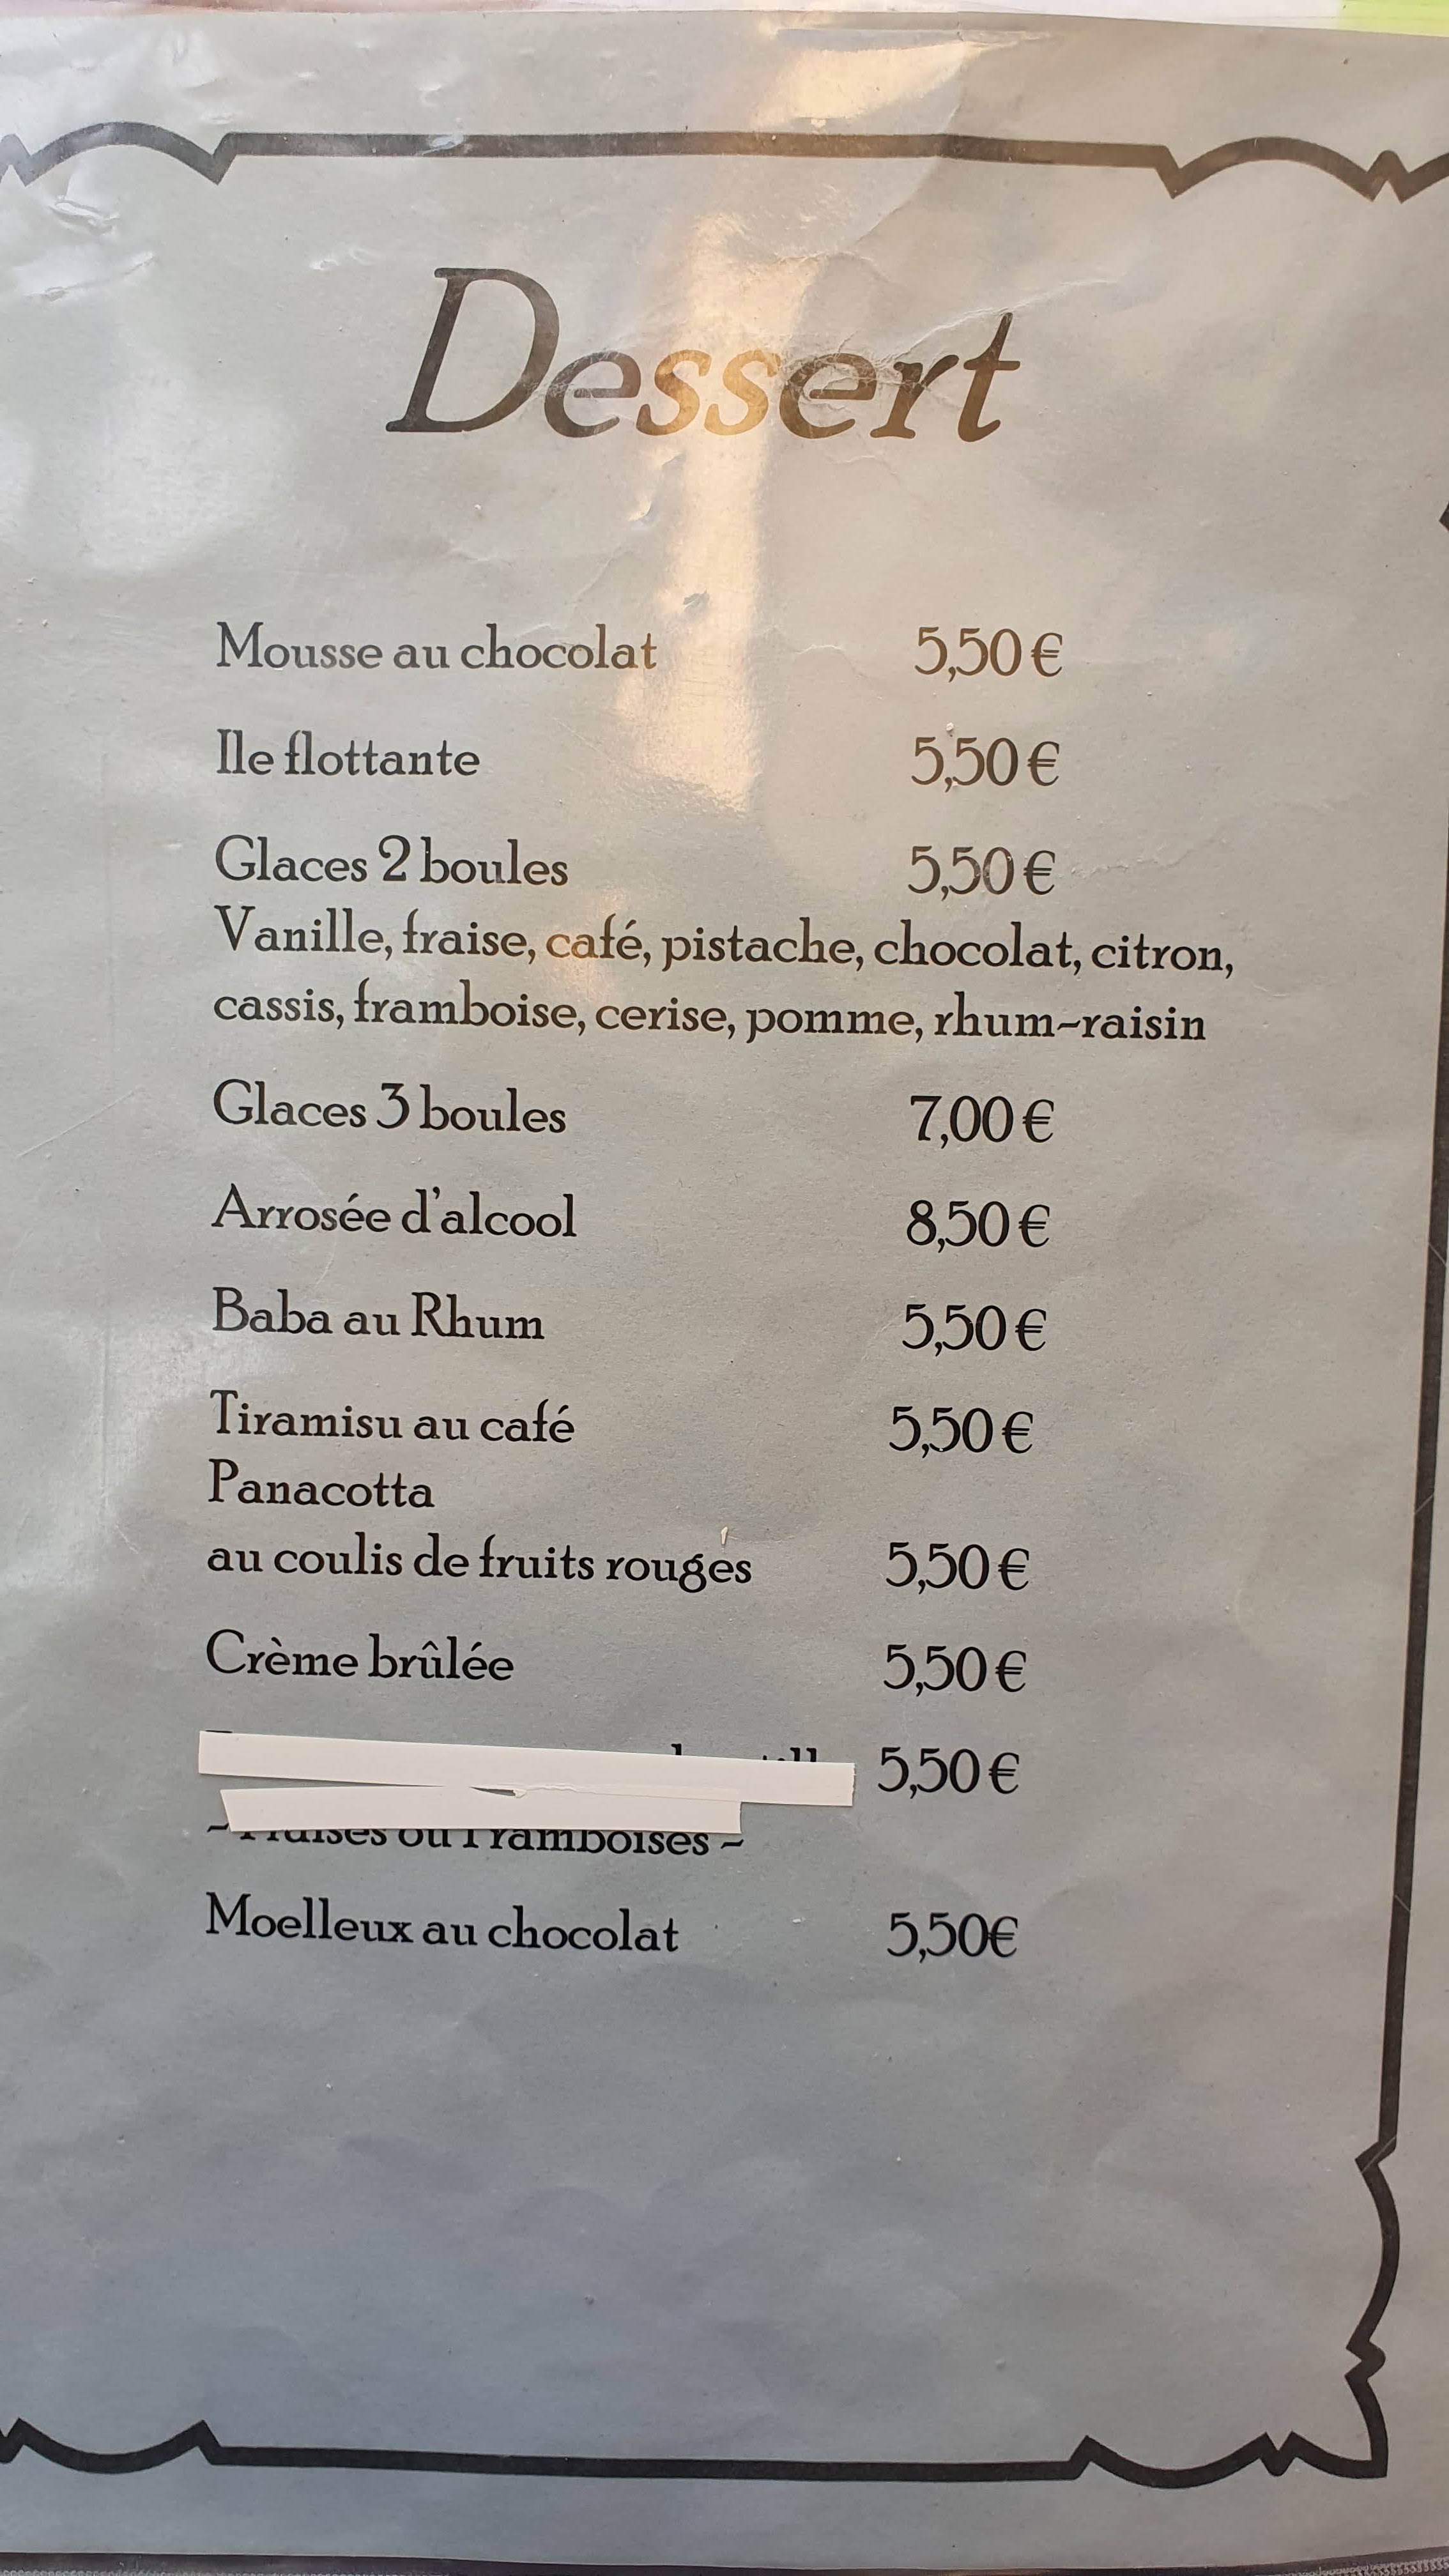 Dessert
Mousse au chocolat 5,50 €
Ile flottante 5,50 €
Glaces 2 boules 5,50 €
Vanille, fraise, café, pistache, chocolat, citron,
cassis, framboise, cerise, pomme, rhum-raisin
Glaces 3 boules 7,00 €
Arrosée d'alcool 8,50 €
Baba au Rhum 5,50 €
Tiramisu au café 5,50 €
Panacotta
au coulis de fruits rouges 5,50 €
Crème brûlée 5,50 €
5,50 €
~ Fraises ou Framboises ~
Moelleux au chocolat 5,50€